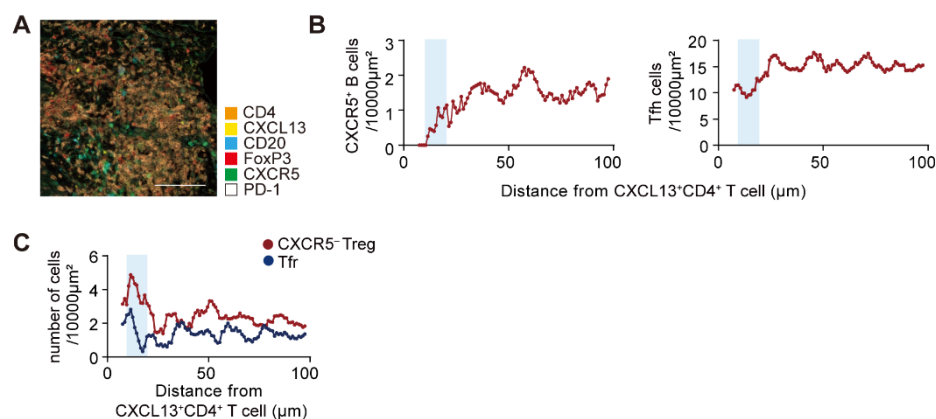 A
CD4
CXCL13
CD20
FoxP3
CXCR5
PD-1
B
CXCR5⁺ B cells
/10000µm²
3
2
1
0
0
50
100
Tfh cells
/10000µm²
20
15
10
5
0
0
50
100
Distance from CXCL13⁺CD4⁺ T cell (µm)
C
CXCR5⁻ Treg
Tfr
number of cells
/10000µm²
6
4
2
0
0
50
100
Distance from
CXCL13⁺CD4⁺ T cell (µm)